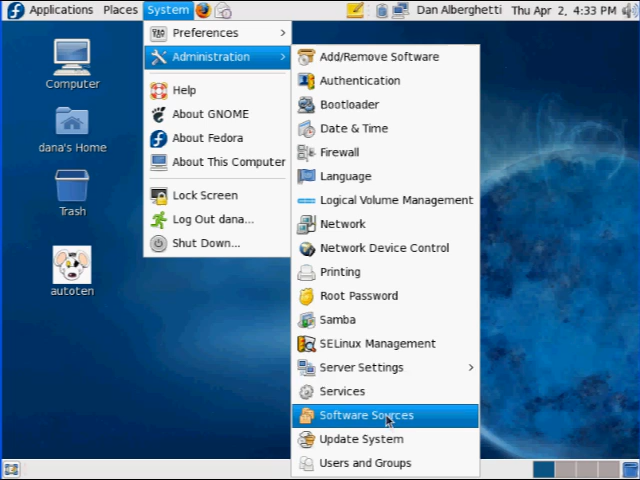 Applications Places System Dan Alberghetti Thu Apr 2, 4:33 PM
Preferences
Administration
Help
About GNOME
About Fedora
About This Computer
Lock Screen
Log Out dana...
Shut Down...
Add/Remove Software
Authentication
Bootloader
Date & Time
Firewall
Language
Logical Volume Management
Network
Network Device Control
Printing
Root Password
Samba
SELinux Management
Server Settings
Services
Software Sources
Update System
Users and Groups
Computer
dana's Home
Trash
autoten